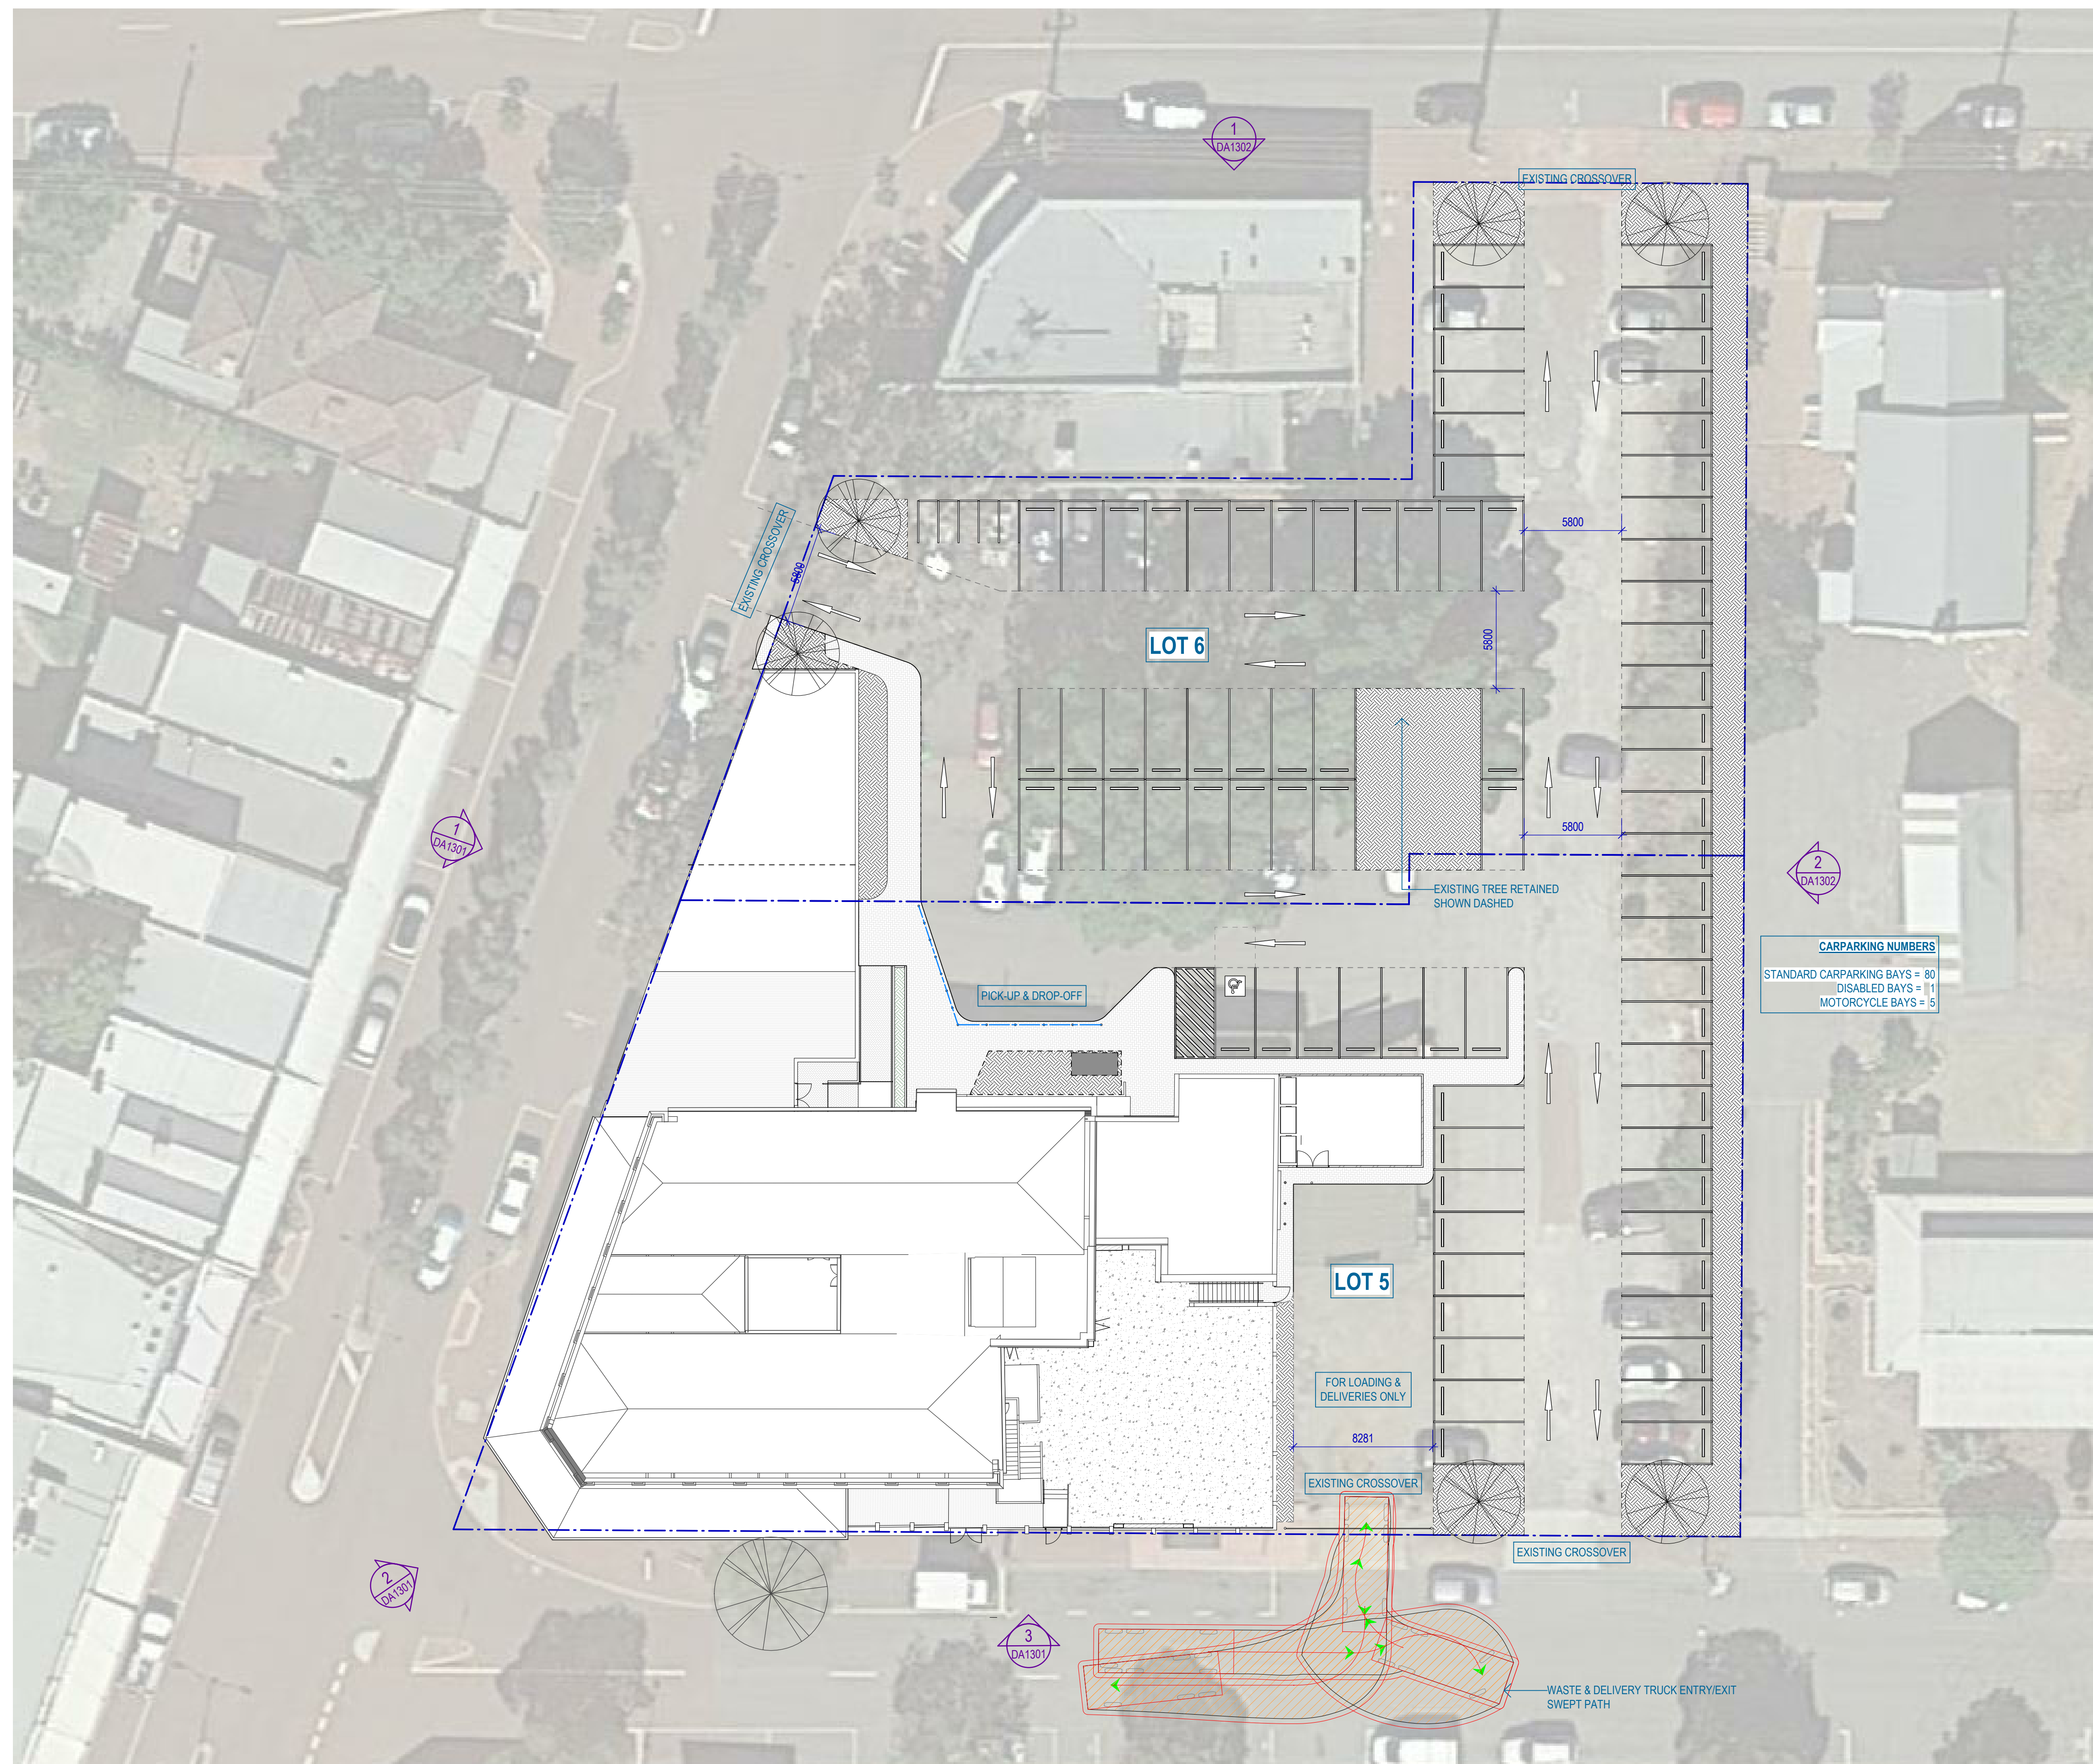 1
DA1302
EXISTING CROSSOVER
EXISTING CROSSOVER
5800
5800
LOT 6
5800
1
DA1301
5800
2
DA1302
EXISTING TREE RETAINED
SHOWN DASHED
CARPARKING NUMBERS
STANDARD CARPARKING BAYS = 80
DISABLED BAYS = 1
MOTORCYCLE BAYS = 5
PICK-UP & DROP-OFF
LOT 5
FOR LOADING &
DELIVERIES ONLY
8281
EXISTING CROSSOVER
EXISTING CROSSOVER
2
DA1301
3
DA1301
WASTE & DELIVERY TRUCK ENTRY/EXIT
SWEPT PATH